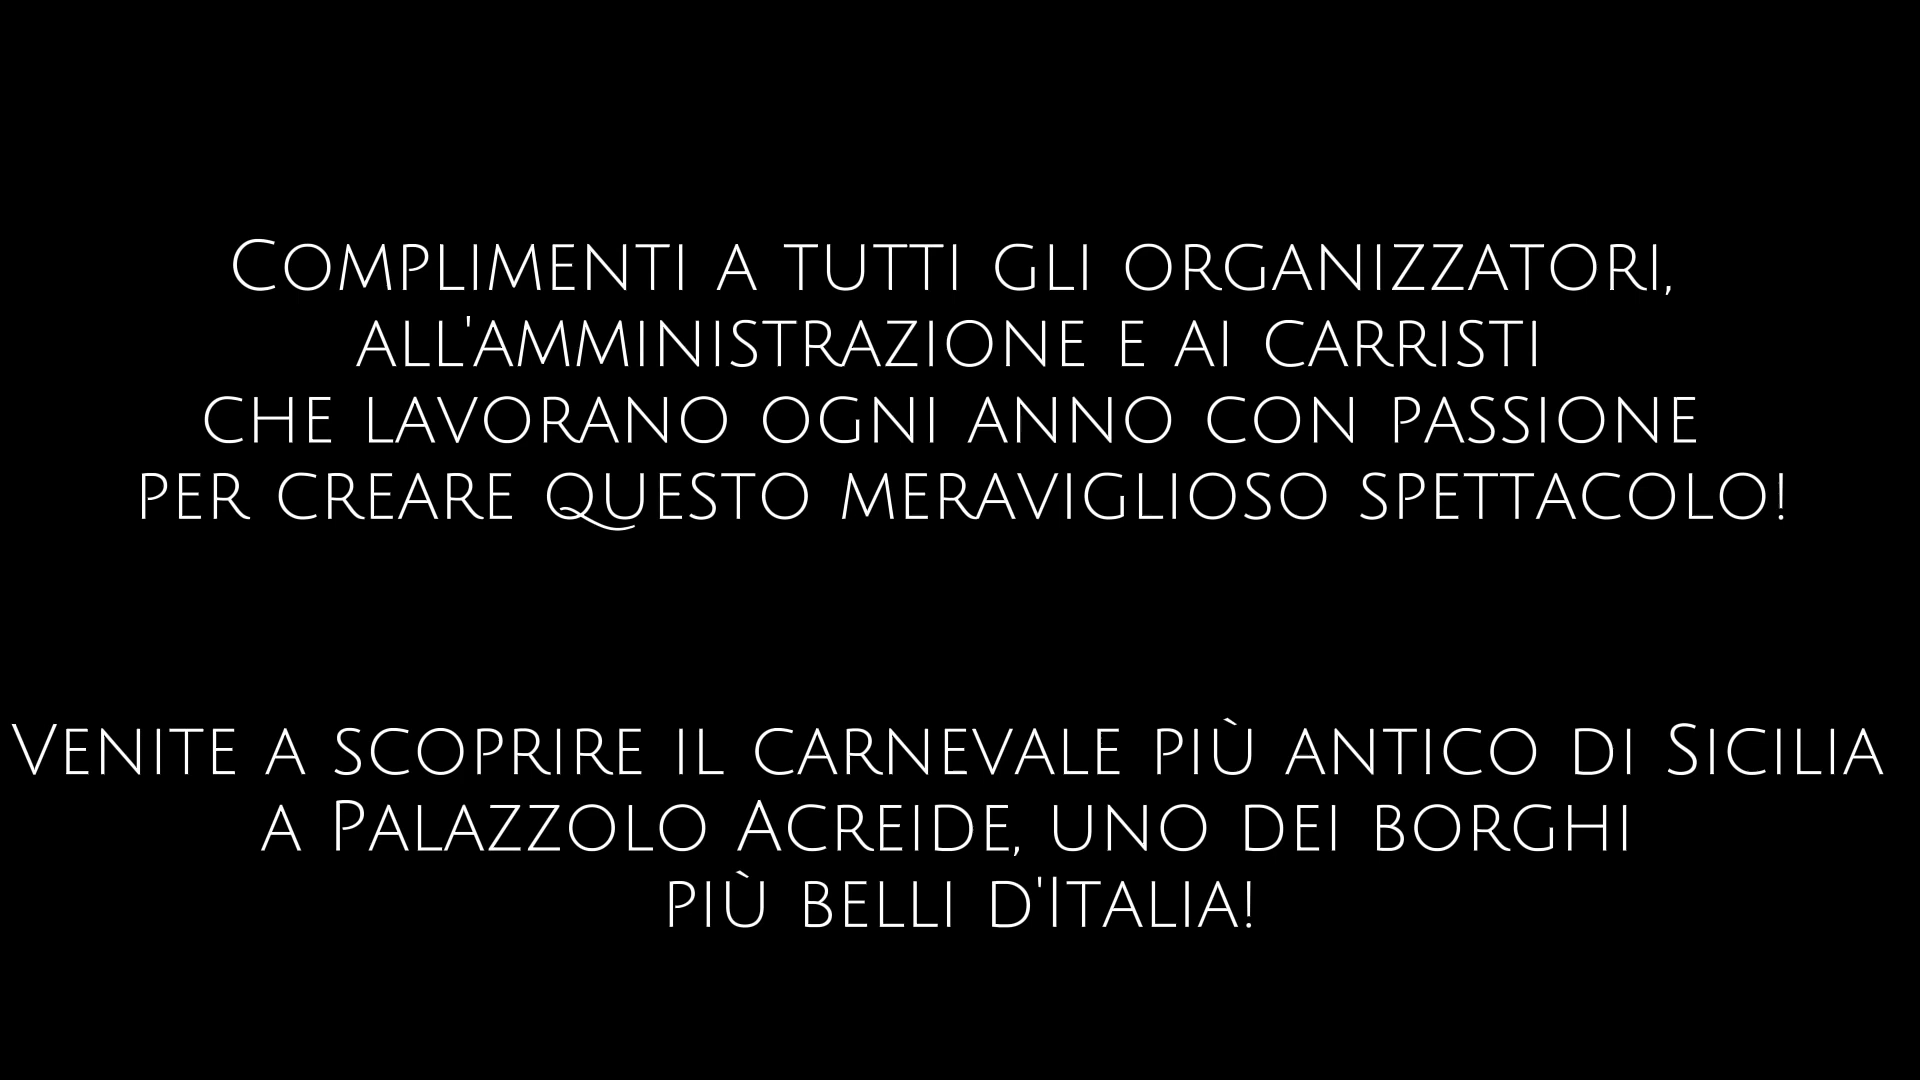 Complimenti a tutti gli organizzatori,
all'amministrazione e ai carristi
che lavorano ogni anno con passione
per creare questo meraviglioso spettacolo!
Venite a scoprire il carnevale più antico di Sicilia
a Palazzolo Acreide, uno dei borghi
più belli d'Italia!